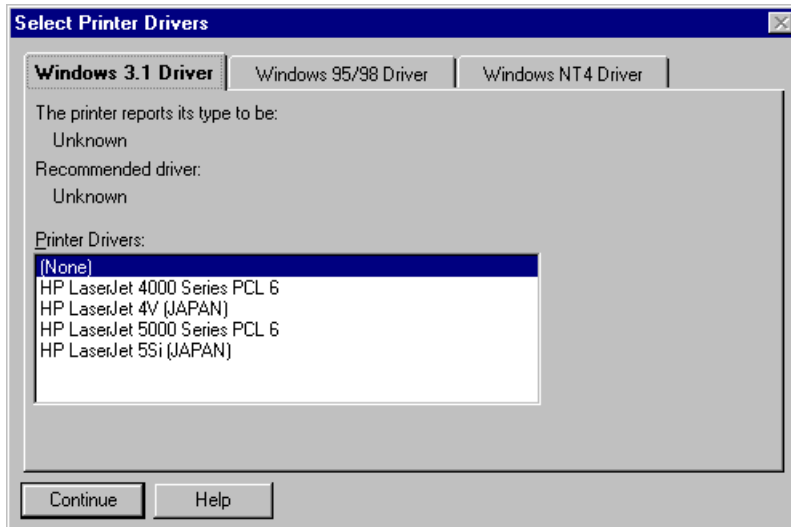 Select Printer Drivers
Windows 3.1 Driver Windows 95/98 Driver Windows NT4 Driver
The printer reports its type to be:
Unknown
Recommended driver:
Unknown
Printer Drivers:
(None)
HP LaserJet 4000 Series PCL 6
HP LaserJet 4V (JAPAN)
HP LaserJet 5000 Series PCL 6
HP LaserJet 5Si (JAPAN)
Continue Help